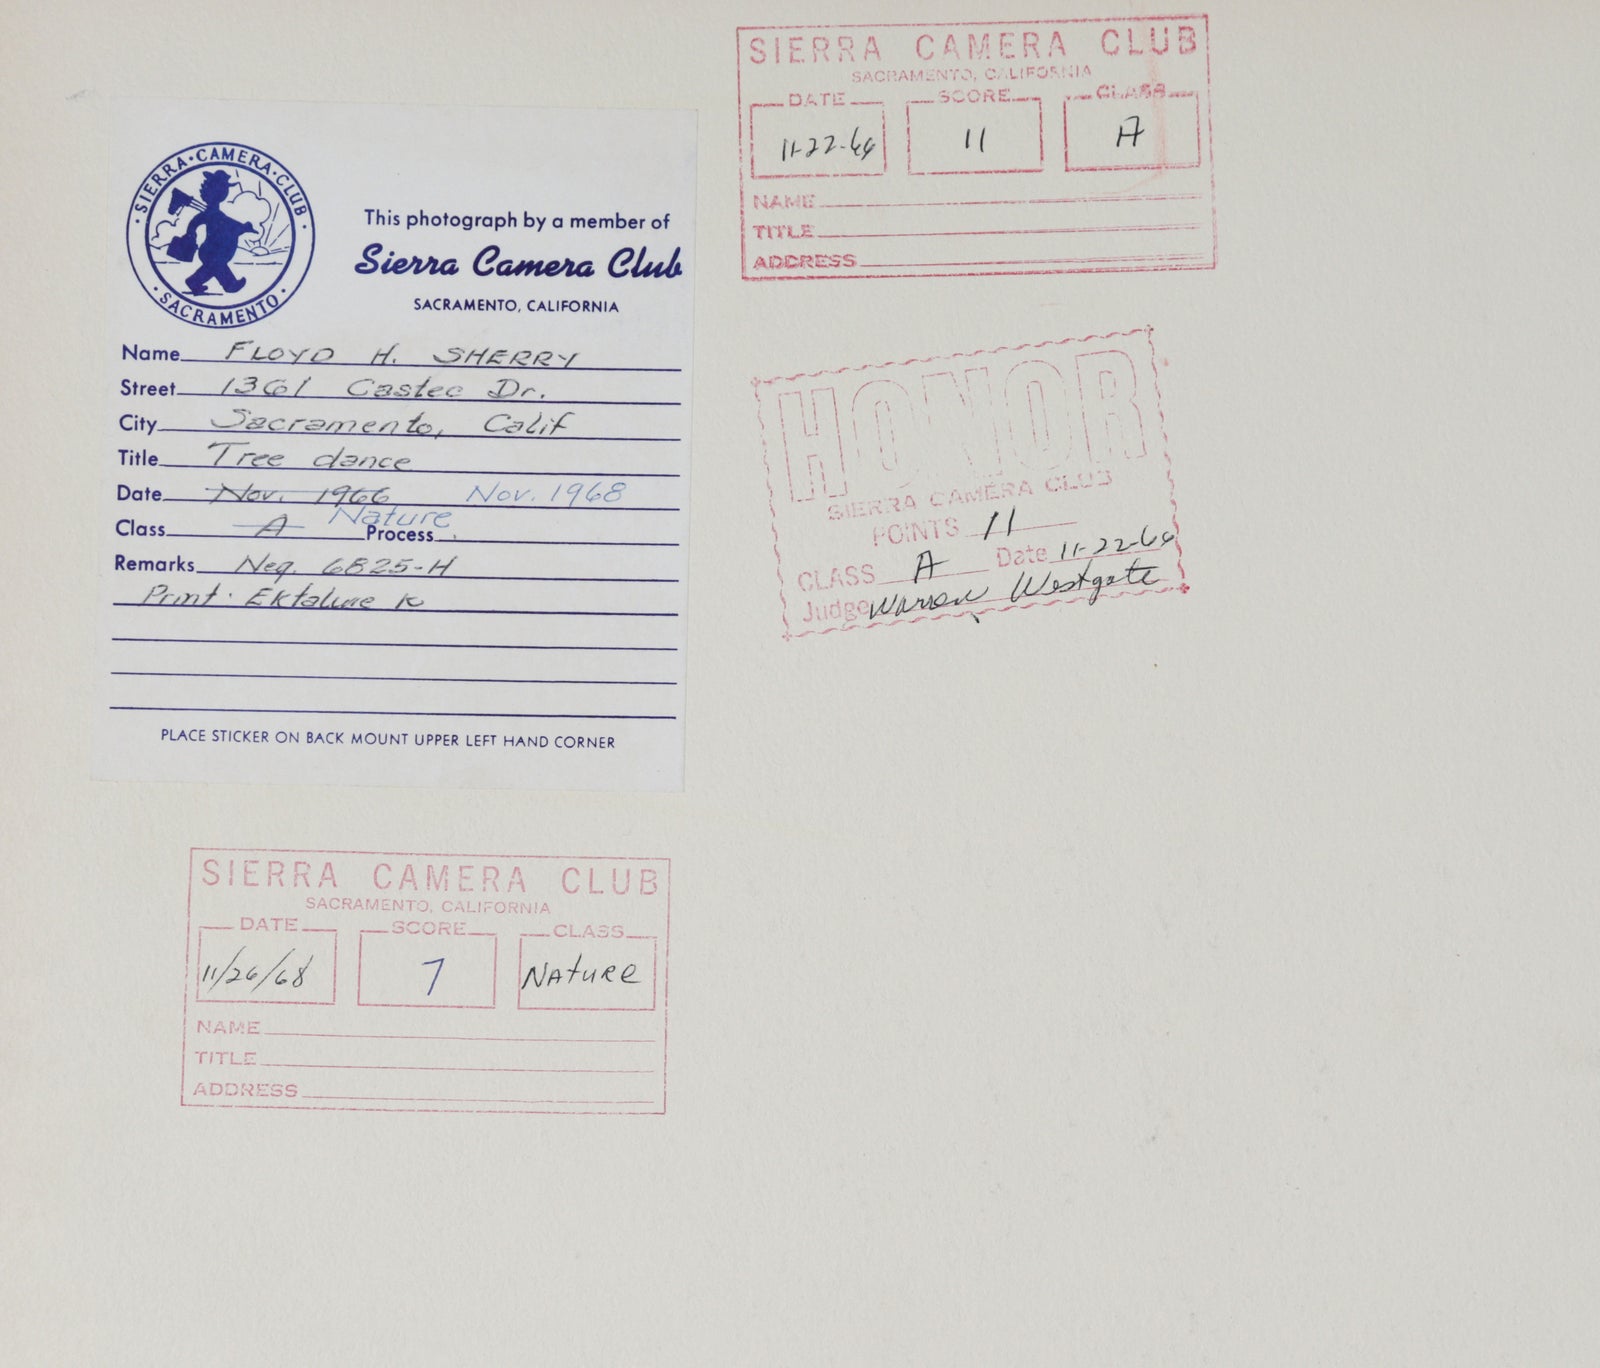 SIERRA·CAMERA·CLUB
·SACRAMENTO·
This photograph by a member of
Sierra Camera Club
SACRAMENTO, CALIFORNIA
Name FLOYD H. SHERRY
Street 1361 Castec Dr.
City Sacramento, Calif
Title Tree dance
Date Nov. 1966 Nov. 1968
Class A Nature Process
Remarks Neg. 6825-H
Print. Ektalure K
PLACE STICKER ON BACK MOUNT UPPER LEFT HAND CORNER
SIERRA CAMERA CLUB
SACRAMENTO, CALIFORNIA
DATE SCORE CLASS
11-22-66 11 A
NAME
TITLE
ADDRESS
HONOR
SIERRA CAMERA CLUB
POINTS 11
CLASS A Date 11-22-66
Judge Warren Westgate
SIERRA CAMERA CLUB
SACRAMENTO, CALIFORNIA
DATE SCORE CLASS
11/26/68 7 NAtURe
NAME
TITLE
ADDRESS